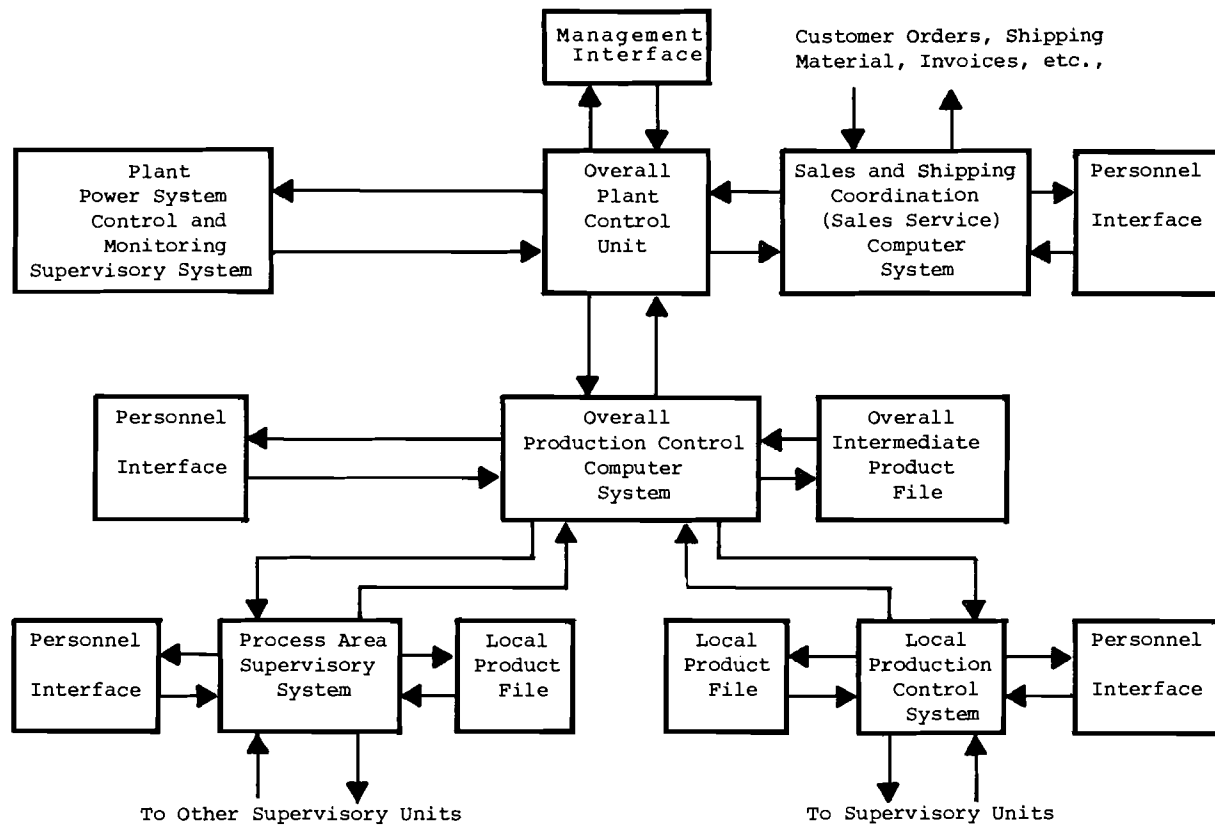 Management
Interface
Customer Orders, Shipping
Material, Invoices, etc.,
Plant
Power System
Control and
Monitoring
Supervisory System
Overall
Plant
Control
Unit
Sales and Shipping
Coordination
(Sales Service)
Computer
System
Personnel
Interface
Personnel
Interface
Overall
Production Control
Computer
System
Overall
Intermediate
Product
File
Personnel
Interface
Process Area
Supervisory
System
Local
Product
File
Local
Product
File
Local
Production
Control
System
Personnel
Interface
To Other Supervisory Units
To Supervisory Units